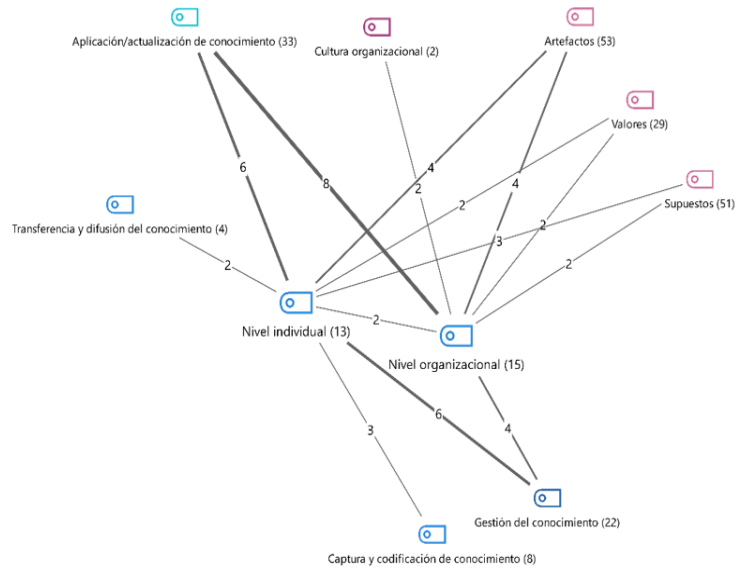 Aplicación/actualización de conocimiento (33)
Cultura organizacional (2)
Artefactos (53)
Valores (29)
Supuestos (51)
Transferencia y difusión del conocimiento (4)
6
8
4
2
4
2
3
2
2
2
2
Nivel individual (13)
Nivel organizacional (15)
3
6
4
Gestión del conocimiento (22)
Captura y codificación de conocimiento (8)